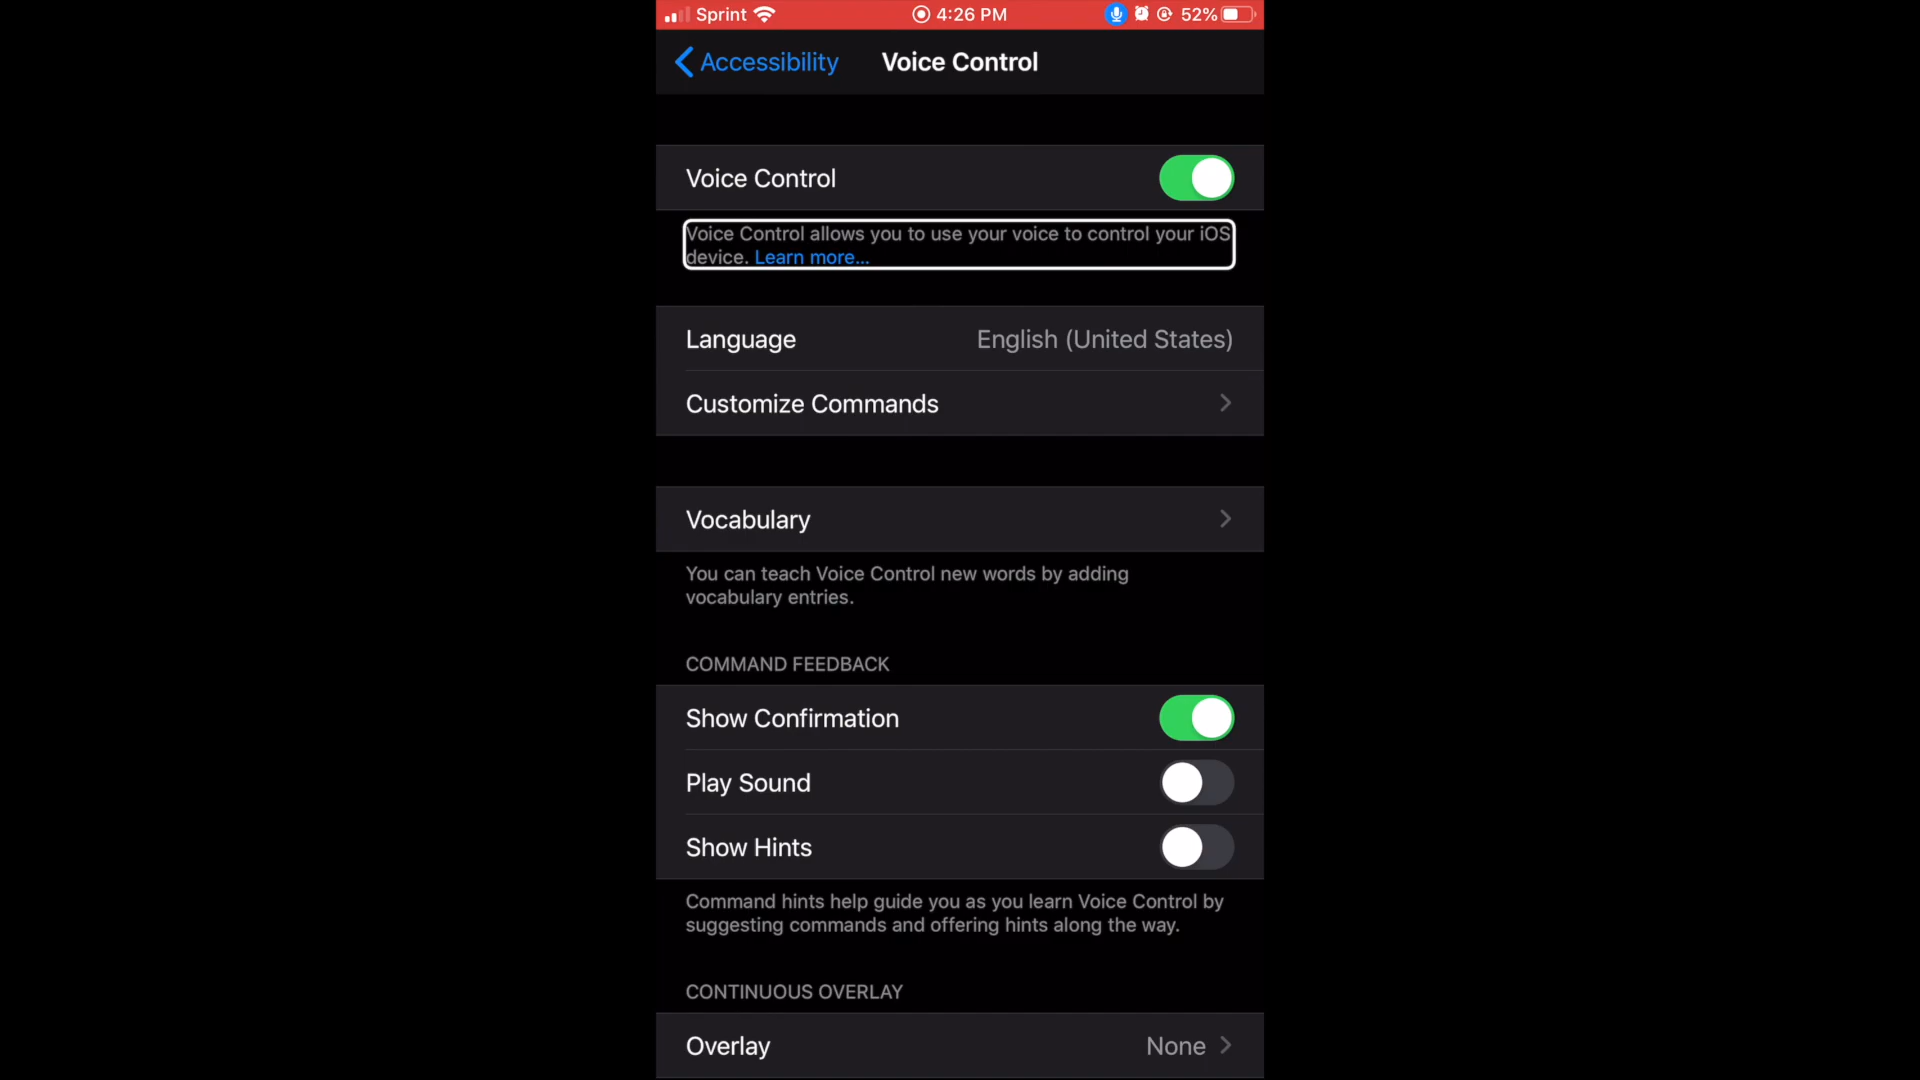 Sprint 4:26 PM 52%
Accessibility Voice Control
Voice Control
Voice Control allows you to use your voice to control your iOS
device. Learn more...
Language English (United States)
Customize Commands
Vocabulary
You can teach Voice Control new words by adding
vocabulary entries.
COMMAND FEEDBACK
Show Confirmation
Play Sound
Show Hints
Command hints help guide you as you learn Voice Control by
suggesting commands and offering hints along the way.
CONTINUOUS OVERLAY
Overlay None